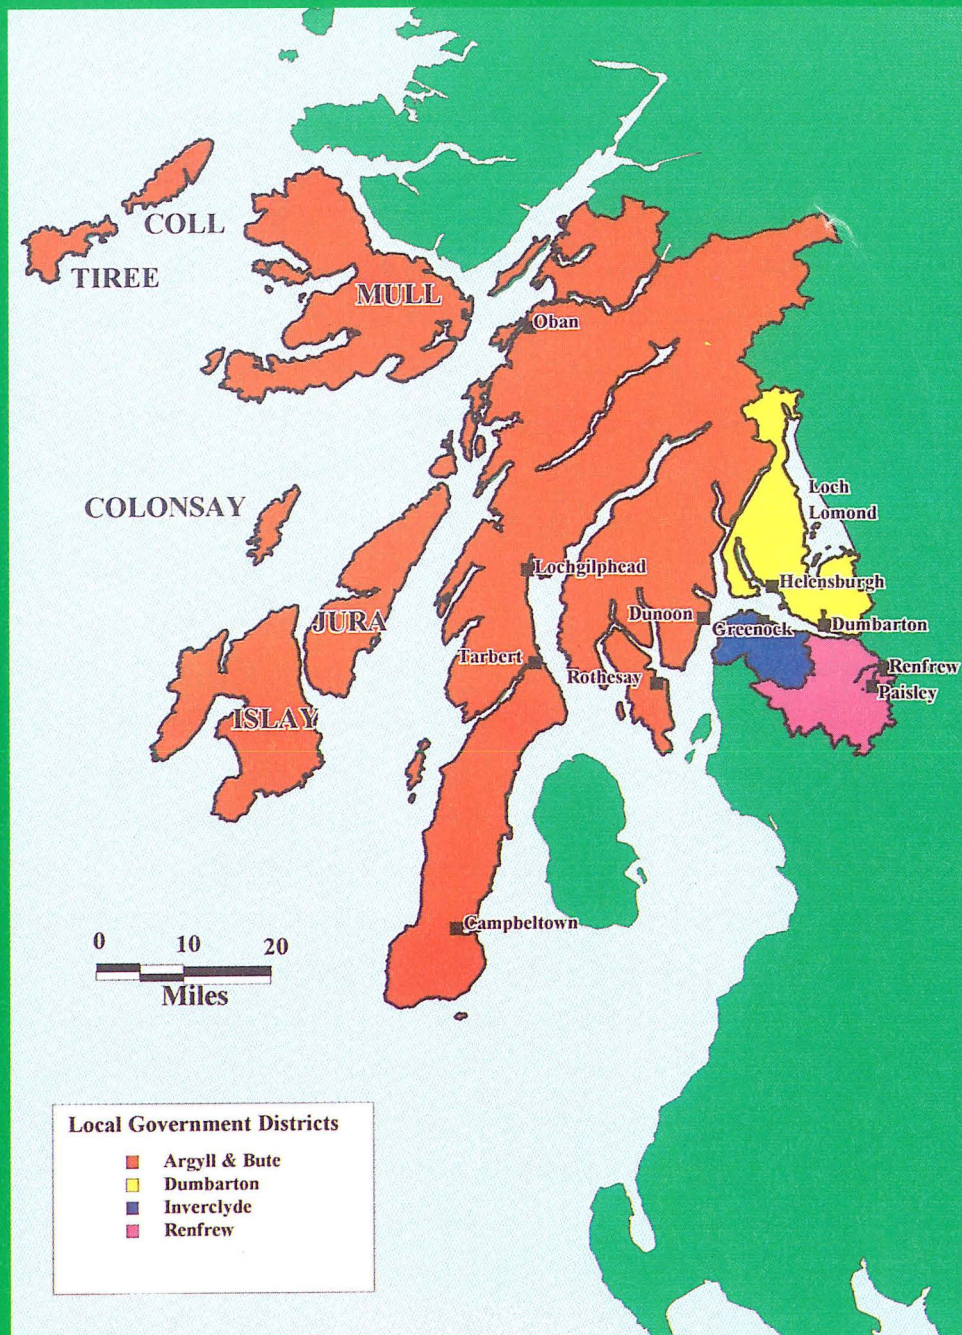 COLL
TIREE
MULL
Oban
COLONSAY
Loch
Lomond
Lochgilphead
Helensburgh
JURA
Dunoon
Greenock
Dumbarton
Tarbert
Renfrew
Rothesay
Paisley
ISLAY
Campbeltown
0 10 20
Miles
Local Government Districts
Argyll & Bute
Dumbarton
Inverclyde
Renfrew